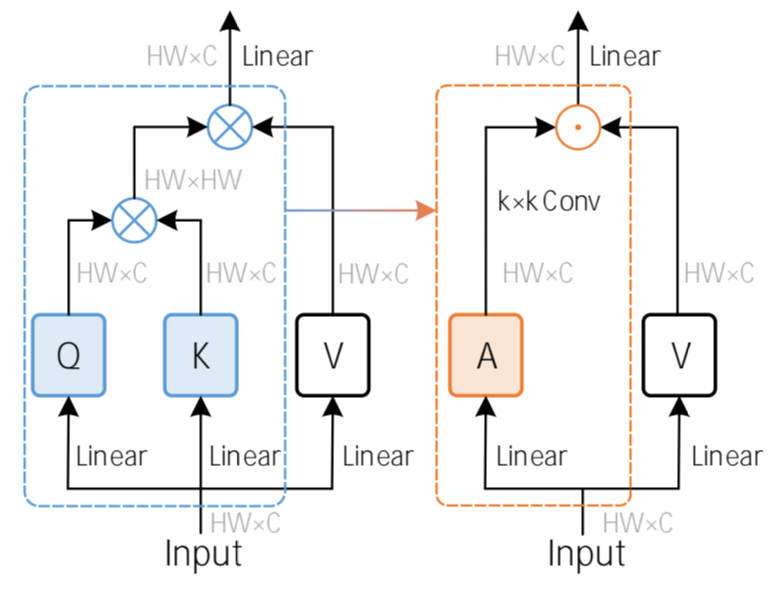 HW×C Linear
HW×C Linear
HW×HW
k×k Conv
HW×C HW×C HW×C
HW×C HW×C
Q K V
A V
Linear Linear Linear
Linear Linear
HW×C
HW×C
Input
Input